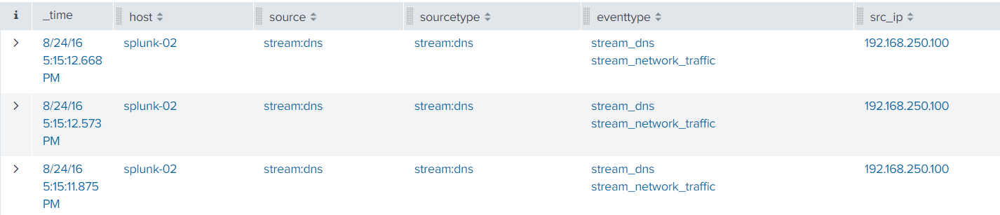 i _time host source sourcetype eventtype src_ip
> 8/24/16 splunk-02 stream:dns stream:dns stream_dns 192.168.250.100
5:15:12.668 stream_network_traffic
PM
> 8/24/16 splunk-02 stream:dns stream:dns stream_dns 192.168.250.100
5:15:12.573 stream_network_traffic
PM
> 8/24/16 splunk-02 stream:dns stream:dns stream_dns 192.168.250.100
5:15:11.875 stream_network_traffic
PM